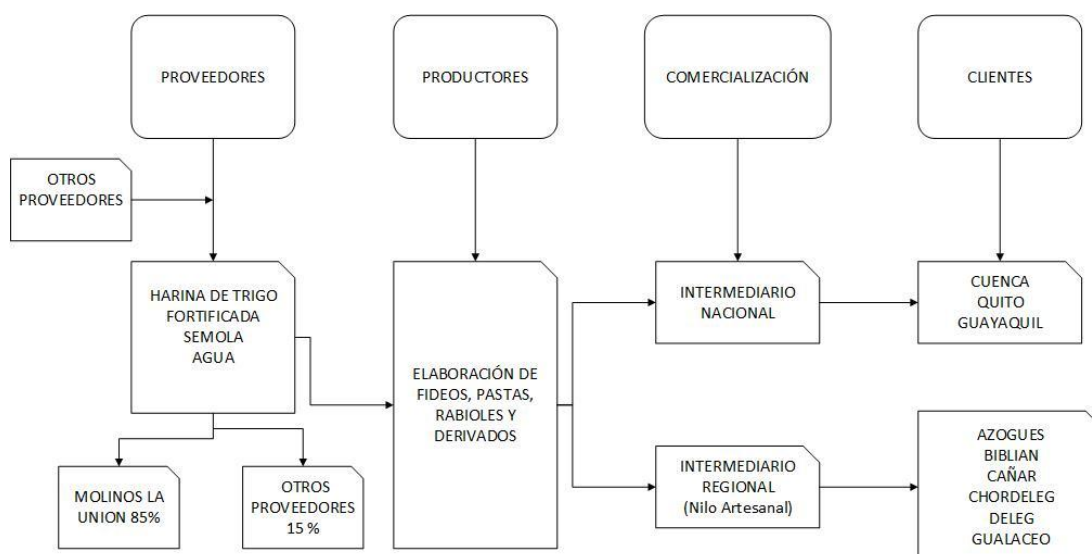 PROVEEDORES
PRODUCTORES
COMERCIALIZACIÓN
CLIENTES
OTROS
PROVEEDORES
HARINA DE TRIGO
FORTIFICADA
SEMOLA
AGUA
ELABORACIÓN DE
FIDEOS, PASTAS,
RABIOLES Y
DERIVADOS
INTERMEDIARIO
NACIONAL
CUENCA
QUITO
GUAYAQUIL
MOLINOS LA
UNION 85%
OTROS
PROVEEDORES
15 %
INTERMEDIARIO
REGIONAL
(Nilo Artesanal)
AZOGUES
BIBLIAN
CAÑAR
CHORDELEG
DELEG
GUALACEO